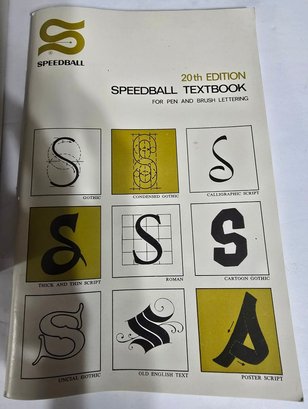 SPEEDBALL
20th EDITION
SPEEDBALL TEXTBOOK
FOR PEN AND BRUSH LETTERING
S S S
GOTHIC CONDENSED GOTHIC CALLIGRAPHIC SCRIPT
S S S
THICK AND THIN SCRIPT ROMAN CARTOON GOTHIC
S S S
UNCIAL GOTHIC OLD ENGLISH TEXT POSTER SCRIPT